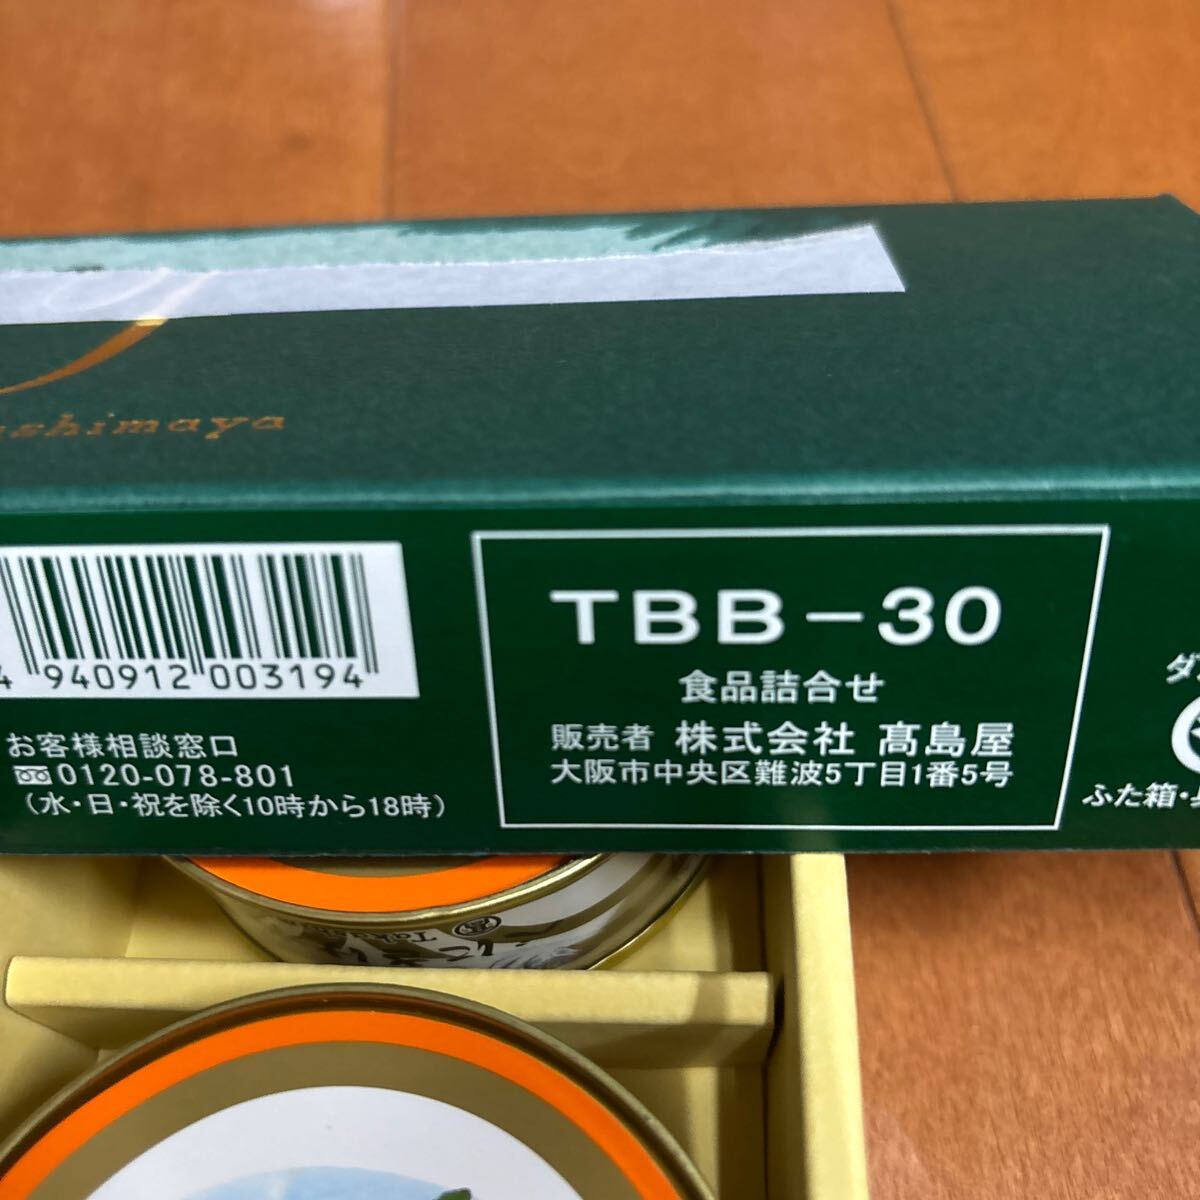 shimaya
4 940912 003194
お客様相談窓口
0120-078-801
（水・日・祝を除く10時から18時）
TBB-30
食品詰合せ
販売者 株式会社 髙島屋
大阪市中央区難波5丁目1番5号
ダ
ふた箱・